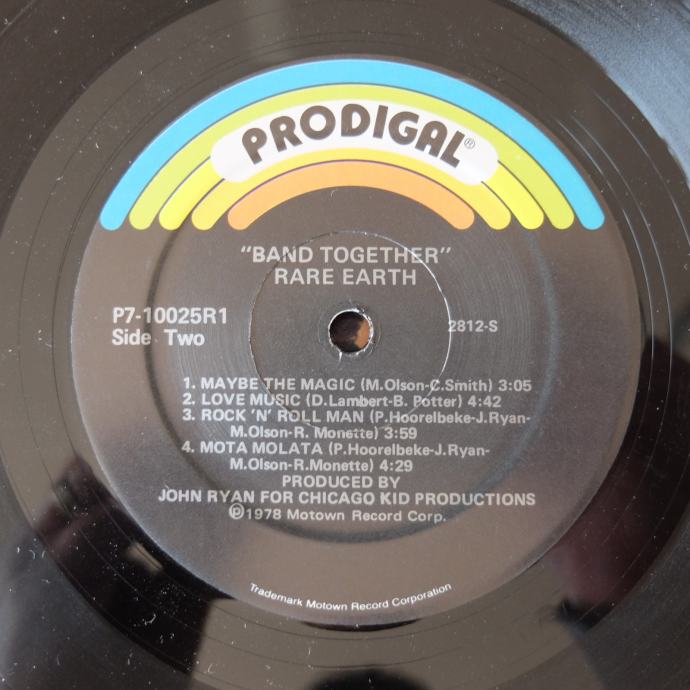 PRODIGAL®
"BAND TOGETHER"
RARE EARTH
P7-10025R1
Side Two
2812-S
1. MAYBE THE MAGIC (M.Olson-C.Smith) 3:05
2. LOVE MUSIC (D.Lambert-B. Potter) 4:42
3. ROCK 'N' ROLL MAN (P.Hoorelbeke-J.Ryan-
M.Olson-R. Monette) 3:59
4. MOTA MOLATA (P.Hoorelbeke-J.Ryan-
M.Olson-R.Monette) 4:29
PRODUCED BY
JOHN RYAN FOR CHICAGO KID PRODUCTIONS
℗1978 Motown Record Corp.
Trademark Motown Record Corporation